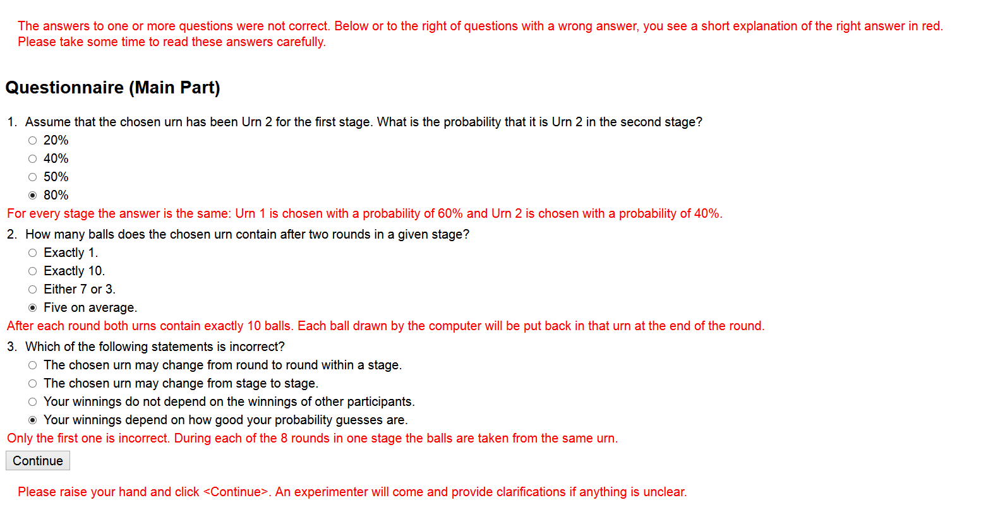 The answers to one or more questions were not correct. Below or to the right of questions with a wrong answer, you see a short explanation of the right answer in red.
Please take some time to read these answers carefully.
Questionnaire (Main Part)
1. Assume that the chosen urn has been Urn 2 for the first stage. What is the probability that it is Urn 2 in the second stage?
20%
40%
50%
80%
For every stage the answer is the same: Urn 1 is chosen with a probability of 60% and Urn 2 is chosen with a probability of 40%.
2. How many balls does the chosen urn contain after two rounds in a given stage?
Exactly 1.
Exactly 10.
Either 7 or 3.
Five on average.
After each round both urns contain exactly 10 balls. Each ball drawn by the computer will be put back in that urn at the end of the round.
3. Which of the following statements is incorrect?
The chosen urn may change from round to round within a stage.
The chosen urn may change from stage to stage.
Your winnings do not depend on the winnings of other participants.
Your winnings depend on how good your probability guesses are.
Only the first one is incorrect. During each of the 8 rounds in one stage the balls are taken from the same urn.
Continue
Please raise your hand and click <Continue>. An experimenter will come and provide clarifications if anything is unclear.